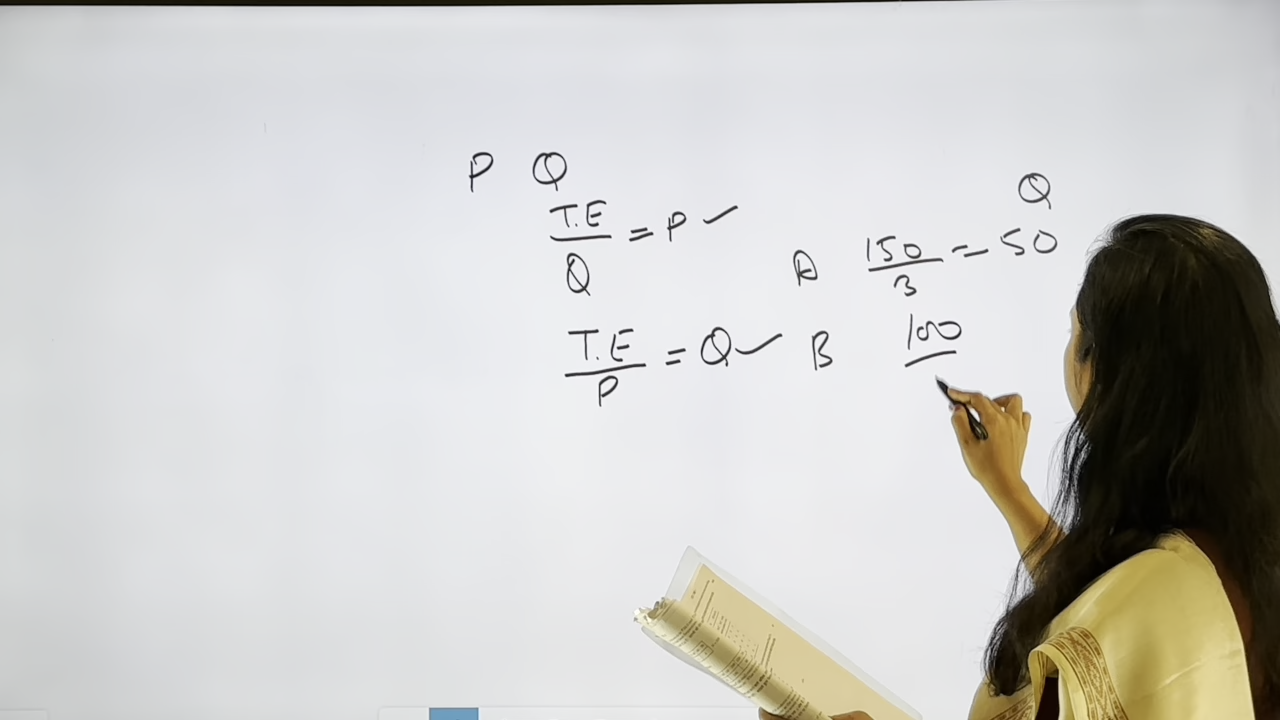 P Q
T.E / Q = P ✓
T.E / P = Q ✓
Q
A 150 / 3 = 50
B 100 /